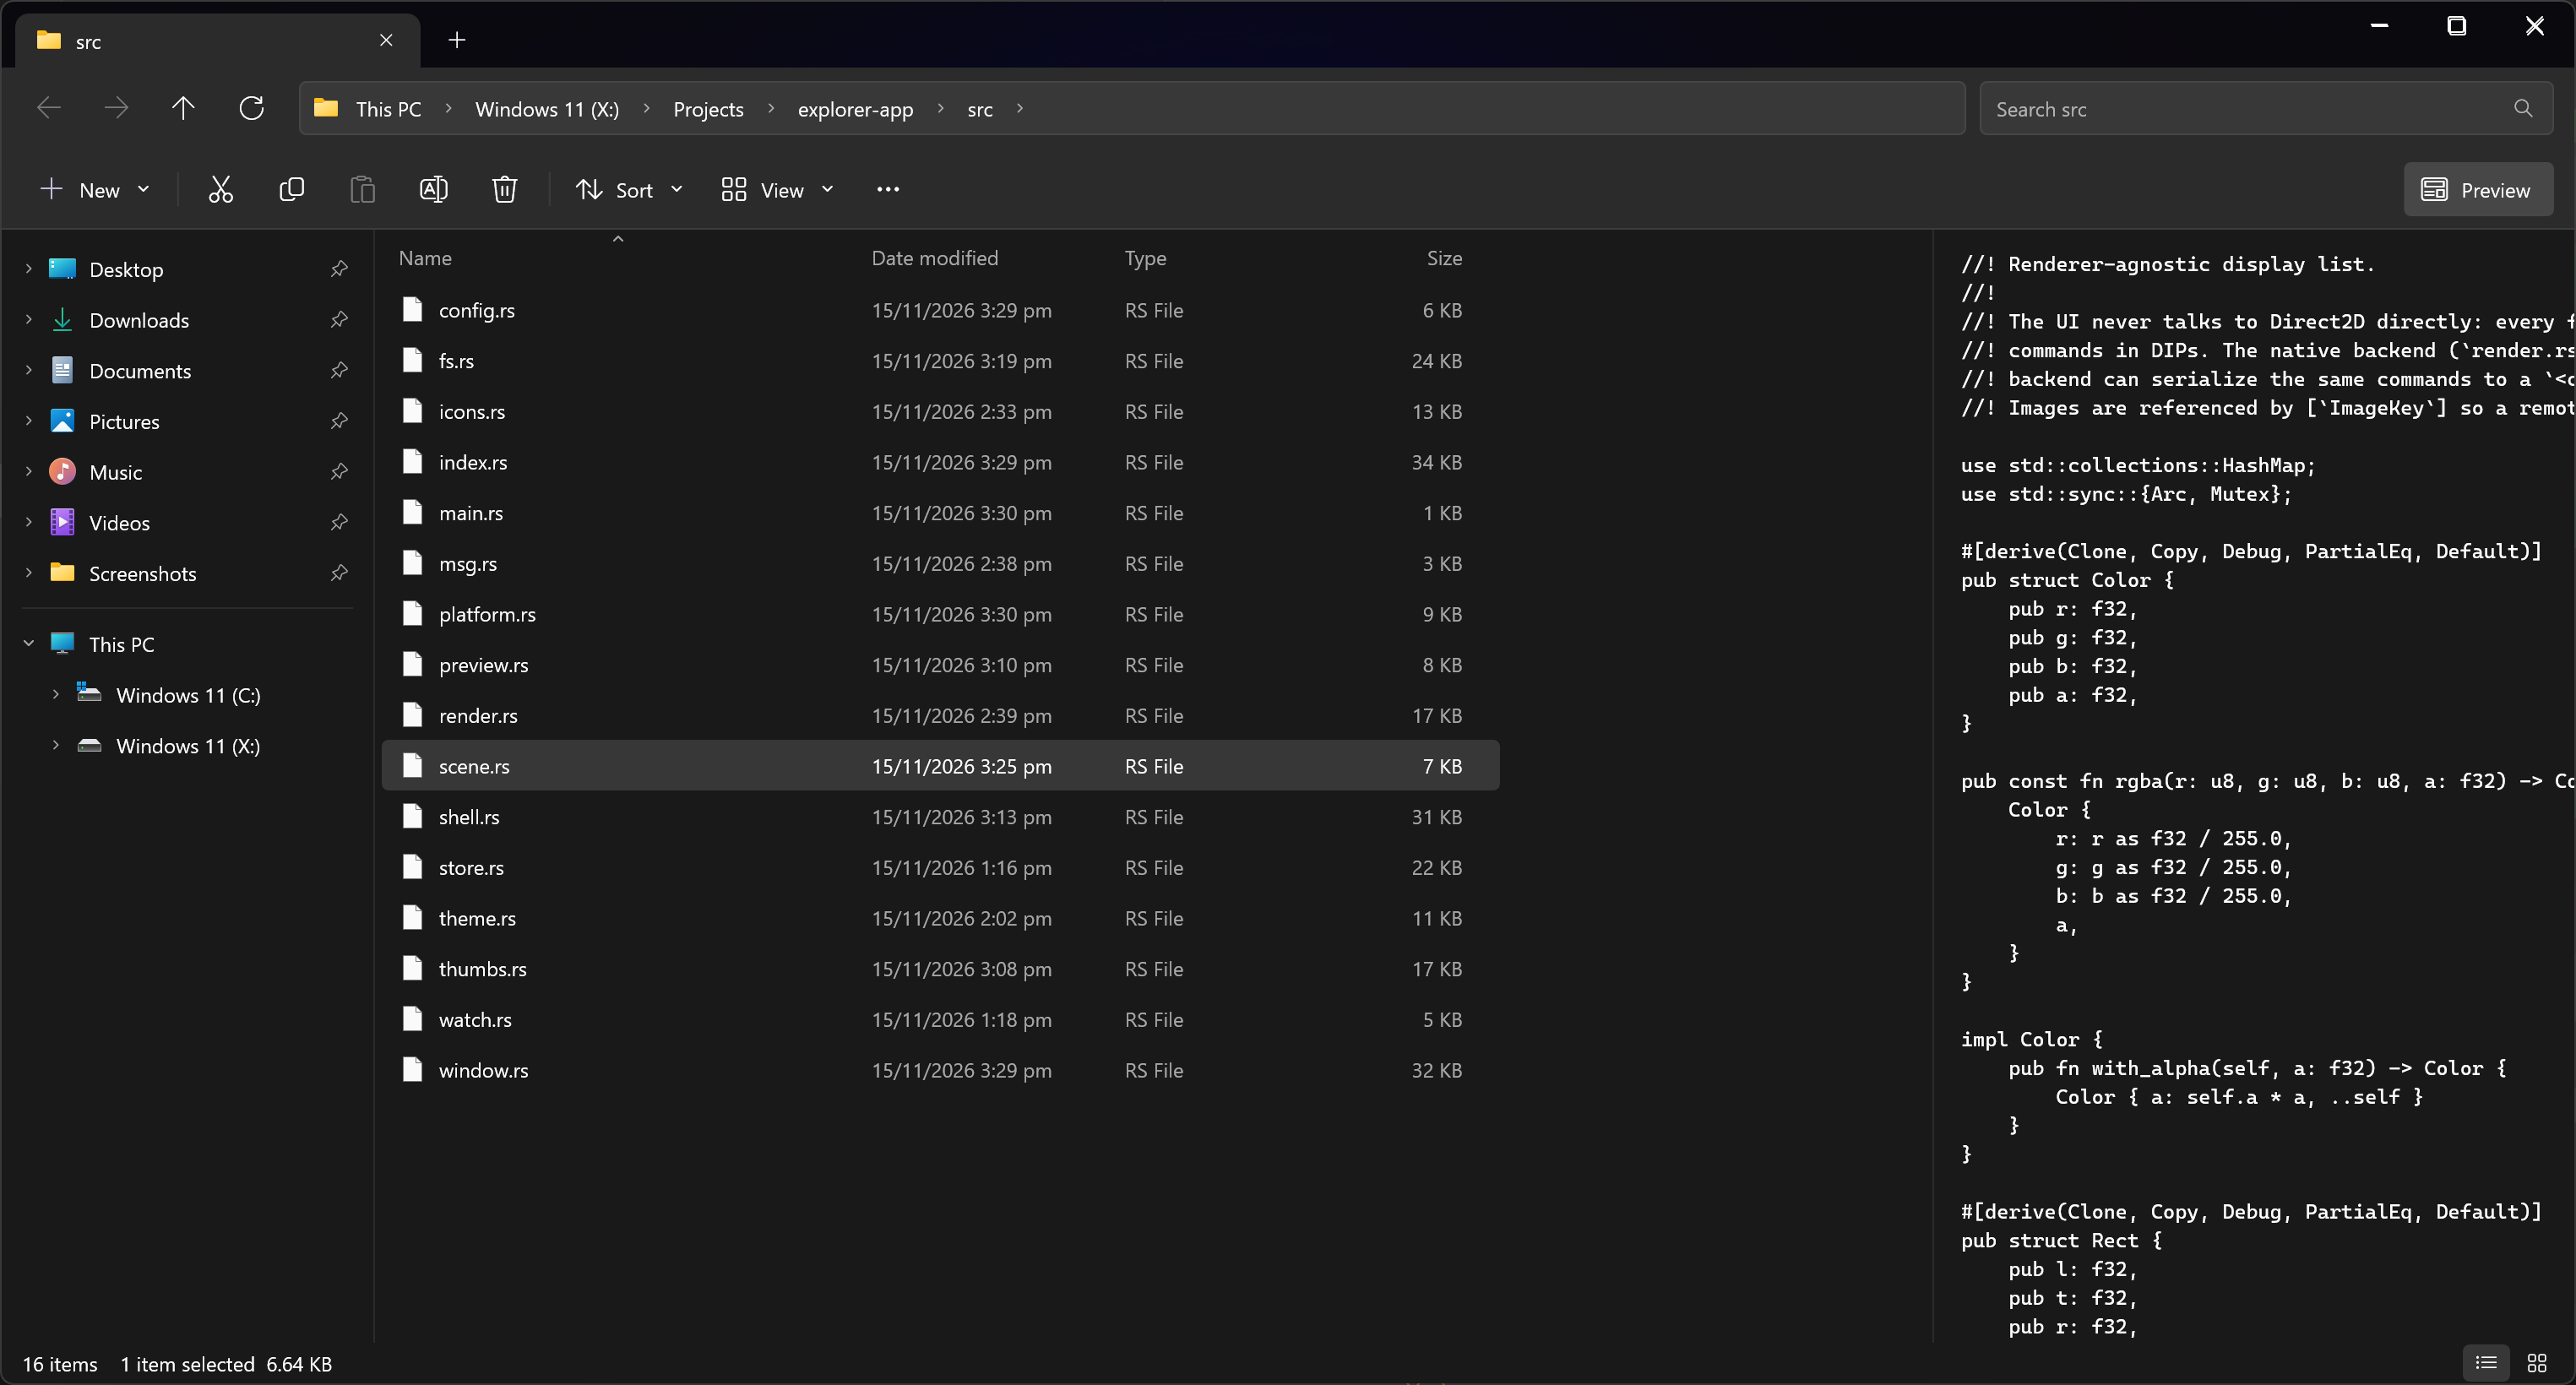 src
This PC > Windows 11 (X:) > Projects > explorer-app > src >
Search src
New
Sort
View
Preview
Desktop
Downloads
Documents
Pictures
Music
Videos
Screenshots
This PC
Windows 11 (C:)
Windows 11 (X:)
Name Date modified Type Size
config.rs 15/11/2026 3:29 pm RS File 6 KB
fs.rs 15/11/2026 3:19 pm RS File 24 KB
icons.rs 15/11/2026 2:33 pm RS File 13 KB
index.rs 15/11/2026 3:29 pm RS File 34 KB
main.rs 15/11/2026 3:30 pm RS File 1 KB
msg.rs 15/11/2026 2:38 pm RS File 3 KB
platform.rs 15/11/2026 3:30 pm RS File 9 KB
preview.rs 15/11/2026 3:10 pm RS File 8 KB
render.rs 15/11/2026 2:39 pm RS File 17 KB
scene.rs 15/11/2026 3:25 pm RS File 7 KB
shell.rs 15/11/2026 3:13 pm RS File 31 KB
store.rs 15/11/2026 1:16 pm RS File 22 KB
theme.rs 15/11/2026 2:02 pm RS File 11 KB
thumbs.rs 15/11/2026 3:08 pm RS File 17 KB
watch.rs 15/11/2026 1:18 pm RS File 5 KB
window.rs 15/11/2026 3:29 pm RS File 32 KB
//! Renderer-agnostic display list.
//!
//! The UI never talks to Direct2D directly: every
//! commands in DIPs. The native backend (`render.rs
//! backend can serialize the same commands to a
//! Images are referenced by [`ImageKey`] so a
use std::collections::HashMap;
use std::sync::{Arc, Mutex};
#[derive(Clone, Copy, Debug, PartialEq, Default)]
pub struct Color {
    pub r: f32,
    pub g: f32,
    pub b: f32,
    pub a: f32,
}
pub const fn rgba(r: u8, g: u8, b: u8, a: f32) ->
    Color {
        r: r as f32 / 255.0,
        g: g as f32 / 255.0,
        b: b as f32 / 255.0,
        a,
    }
}
impl Color {
    pub fn with_alpha(self, a: f32) -> Color {
        Color { a: self.a * a, ..self }
    }
}
#[derive(Clone, Copy, Debug, PartialEq, Default)]
pub struct Rect {
    pub l: f32,
    pub t: f32,
    pub r: f32,
16 items 1 item selected 6.64 KB